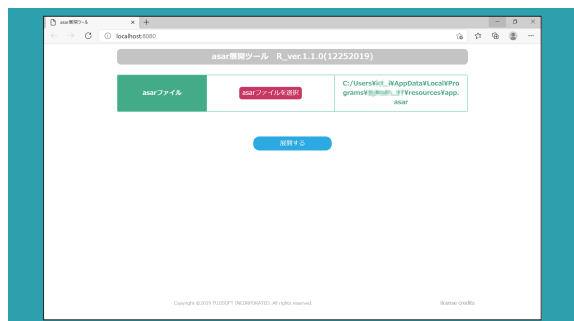 asar展開ツール
localhost:8080
asar展開ツール R_ver.1.1.0(12252019)
asarファイル
asarファイルを選択
C:/Users¥ ¥AppData¥Local¥Pro
grams¥ ¥resources¥app.
asar
展開する
Copyright ©2019 FUJISOFT INCORPORATED. All rights reserved.
license credits